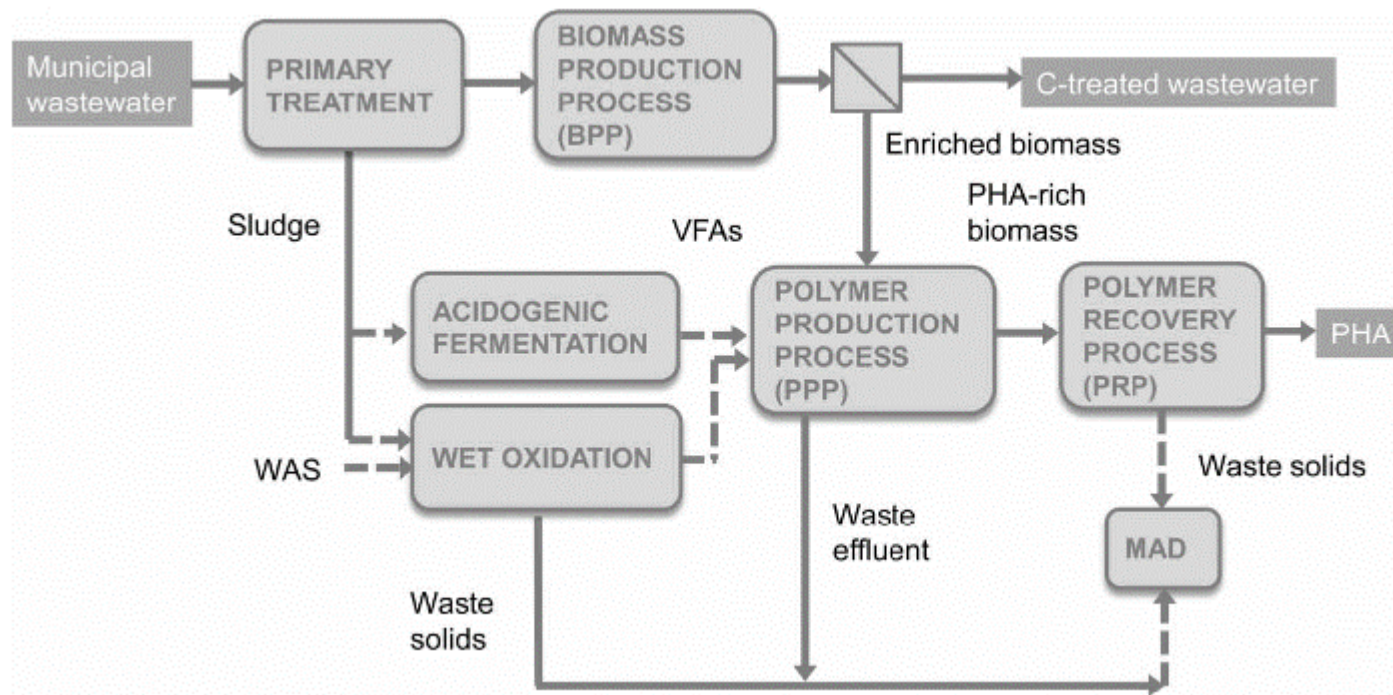 Municipal
wastewater
PRIMARY
TREATMENT
BIOMASS
PRODUCTION
PROCESS
(BPP)
C-treated wastewater
Enriched biomass
PHA-rich
biomass
Sludge
VFAs
ACIDOGENIC
FERMENTATION
POLYMER
PRODUCTION
PROCESS
(PPP)
POLYMER
RECOVERY
PROCESS
(PRP)
PHA
WAS
WET OXIDATION
Waste solids
Waste
effluent
MAD
Waste
solids